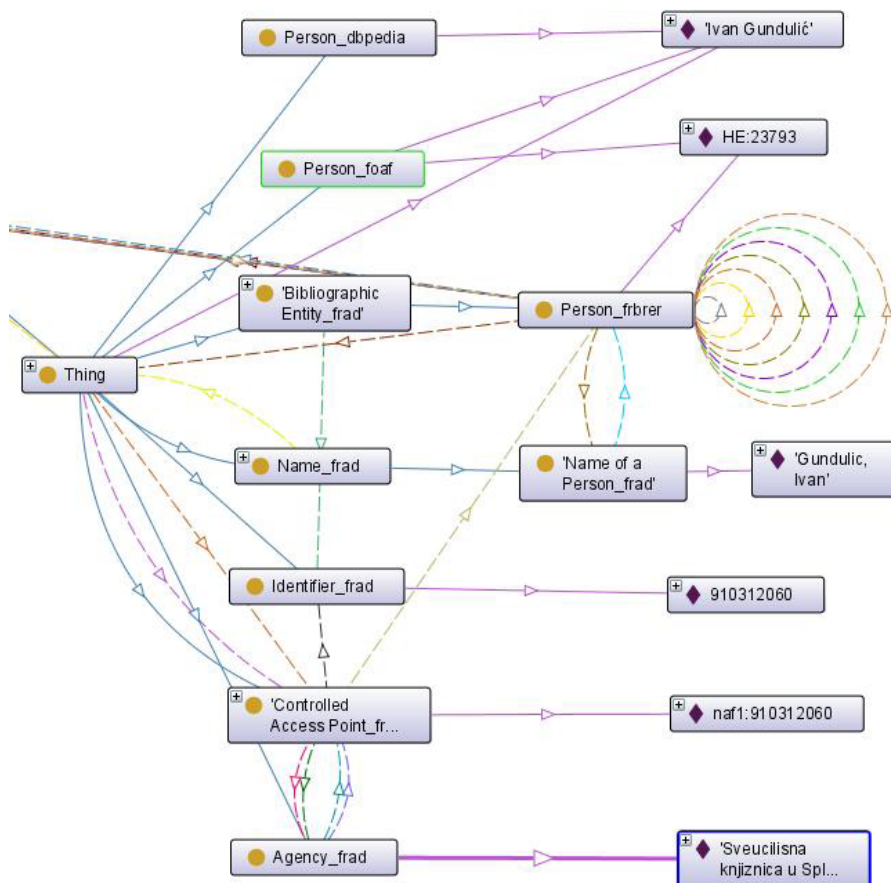 Person_dbpedia
'Ivan Gundulić'
HE:23793
Person_foaf
'Bibliographic
Entity_frad'
Person_frbrer
Thing
Name_frad
'Name of a
Person_frad'
'Gundulic,
Ivan'
Identifier_frad
910312060
'Controlled
Access Point_fr...
naf1:910312060
Agency_frad
'Sveucilisna
knjiznica u Spl...